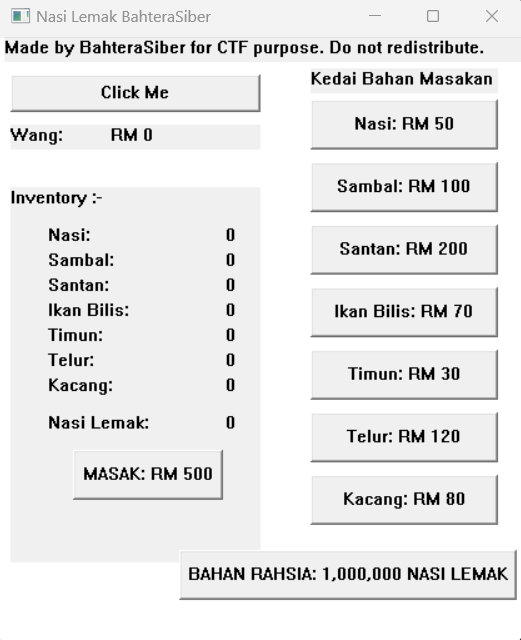 Nasi Lemak BahteraSiber
Made by BahteraSiber for CTF purpose. Do not redistribute.
Click Me
Wang: RM 0
Inventory :-
Nasi: 0
Sambal: 0
Santan: 0
Ikan Bilis: 0
Timun: 0
Telur: 0
Kacang: 0
Nasi Lemak: 0
MASAK: RM 500
Kedai Bahan Masakan
Nasi: RM 50
Sambal: RM 100
Santan: RM 200
Ikan Bilis: RM 70
Timun: RM 30
Telur: RM 120
Kacang: RM 80
BAHAN RAHSIA: 1,000,000 NASI LEMAK